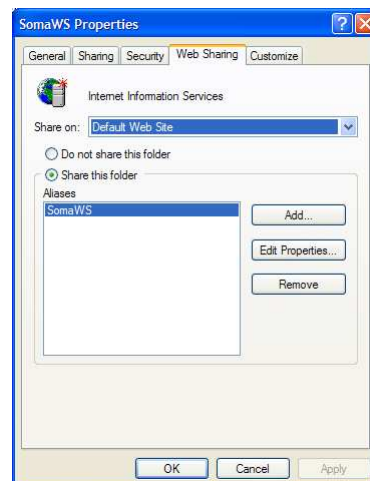 SomaWS Properties
General Sharing Security Web Sharing Customize
Internet Information Services
Share on: Default Web Site
Do not share this folder
Share this folder
Aliases
SomaWS
Add...
Edit Properties...
Remove
OK Cancel Apply